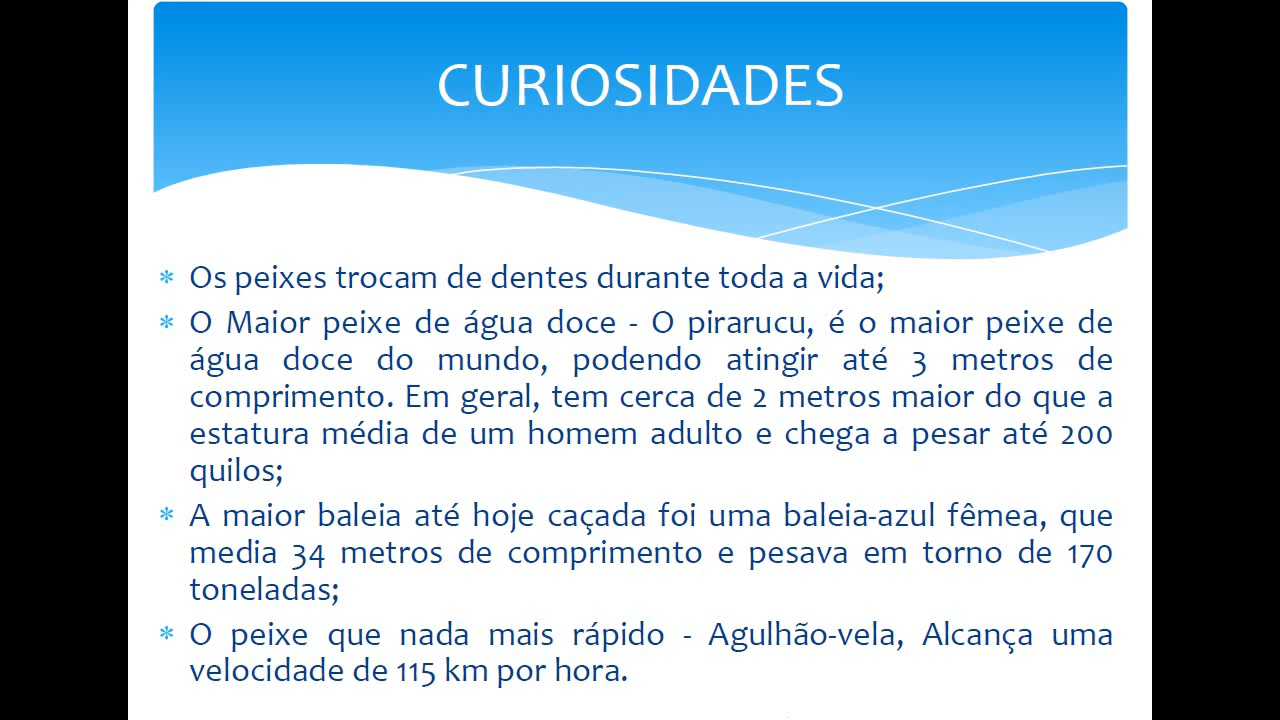 CURIOSIDADES
* Os peixes trocam de dentes durante toda a vida;
* O Maior peixe de água doce - O pirarucu, é o maior peixe de
água doce do mundo, podendo atingir até 3 metros de
comprimento. Em geral, tem cerca de 2 metros maior do que a
estatura média de um homem adulto e chega a pesar até 200
quilos;
* A maior baleia até hoje caçada foi uma baleia-azul fêmea, que
media 34 metros de comprimento e pesava em torno de 170
toneladas;
* O peixe que nada mais rápido - Agulhão-vela, Alcança uma
velocidade de 115 km por hora.